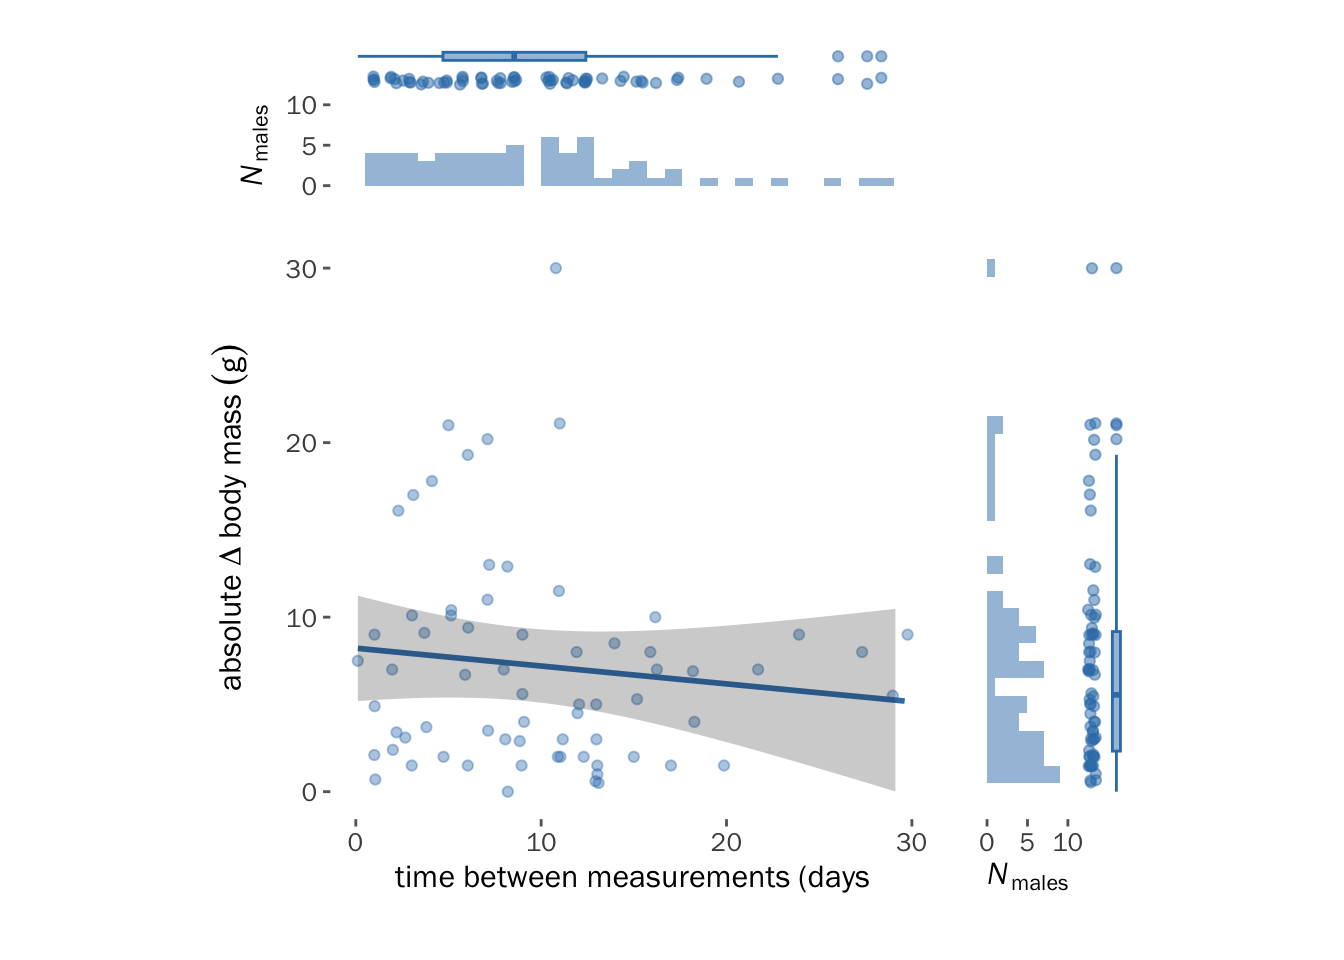 10
5
0
N males
30
20
10
0
absolute Δ body mass (g)
0 10 20 30
time between measurements (days
0 5 10
N males